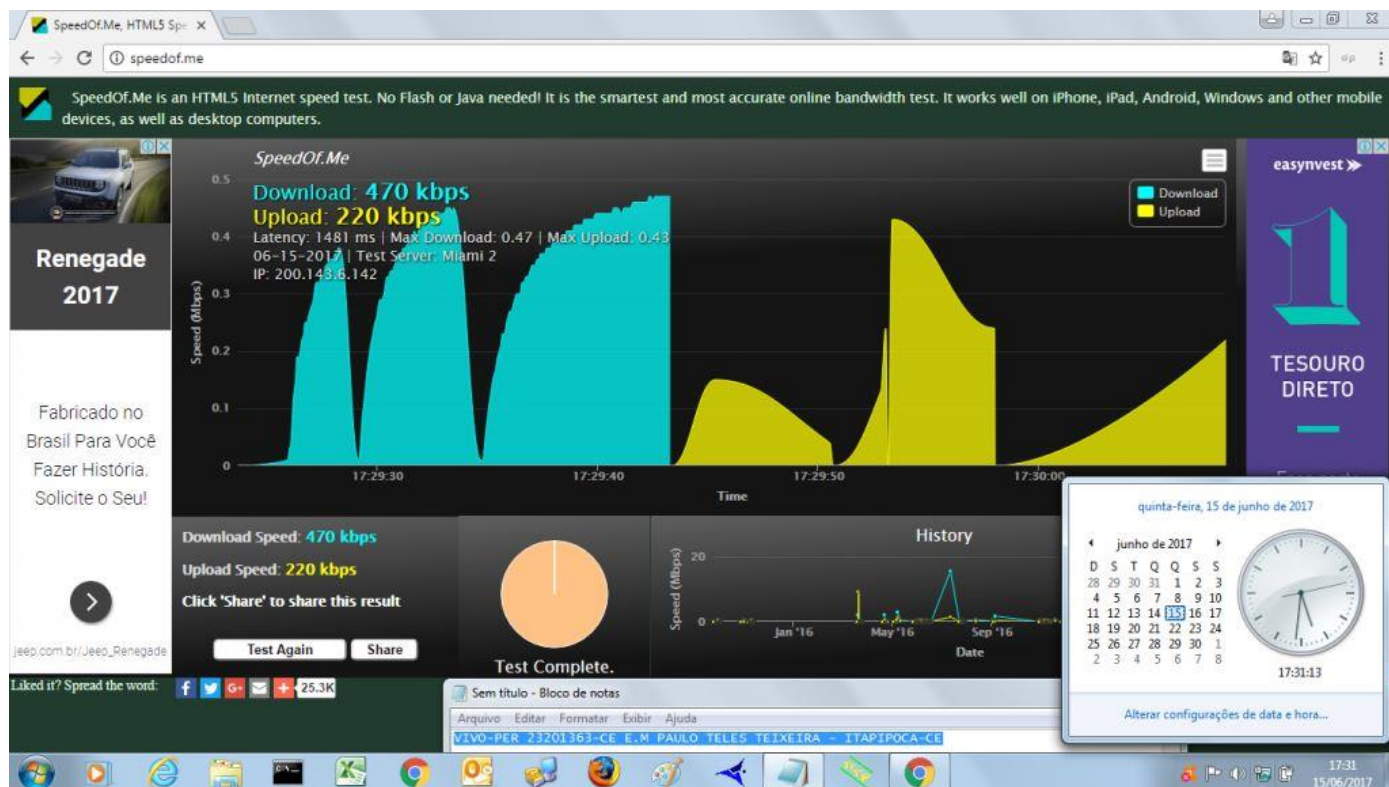 SpeedOf.Me, HTML5 Spe
speedof.me
SpeedOf.Me is an HTML5 Internet speed test. No Flash or Java needed! It is the smartest and most accurate online bandwidth test. It works well on iPhone, iPad, Android, Windows and other mobile
devices, as well as desktop computers.
Renegade
2017
Fabricado no
Brasil Para Você
Fazer História.
Solicite o Seu!
jeep.com.br/Jeep_Renegade
SpeedOf.Me
Download: 470 kbps
Upload: 220 kbps
Latency: 1481 ms | Max Download: 0.47 | Max Upload: 0.43
06-15-2017 | Test Server: Miami 2
IP: 200.143.6.142
Download
Upload
Speed (Mbps)
0.5
0.4
0.3
0.2
0.1
0
17:29:30 17:29:40 17:29:50 17:30:00
Time
easynvest
TESOURO
DIRETO
Download Speed: 470 kbps
Upload Speed: 220 kbps
Click 'Share' to share this result
Test Again Share
Test Complete.
History
Speed (Mbps)
20
0
Jan '16 May '16 Sep '16
Date
Liked it? Spread the word:
25.3K
Sem título - Bloco de notas
Arquivo Editar Formatar Exibir Ajuda
VIVO-PER 23201363-CE E.M PAULO TELES TEIXEIRA - ITAPIPOCA-CE
quinta-feira, 15 de junho de 2017
junho de 2017
D S T Q Q S S
28 29 30 31 1 2 3
4 5 6 7 8 9 10
11 12 13 14 15 16 17
18 19 20 21 22 23 24
25 26 27 28 29 30 1
2 3 4 5 6 7 8
17:31:13
Alterar configurações de data e hora...
17:31
15/06/2017